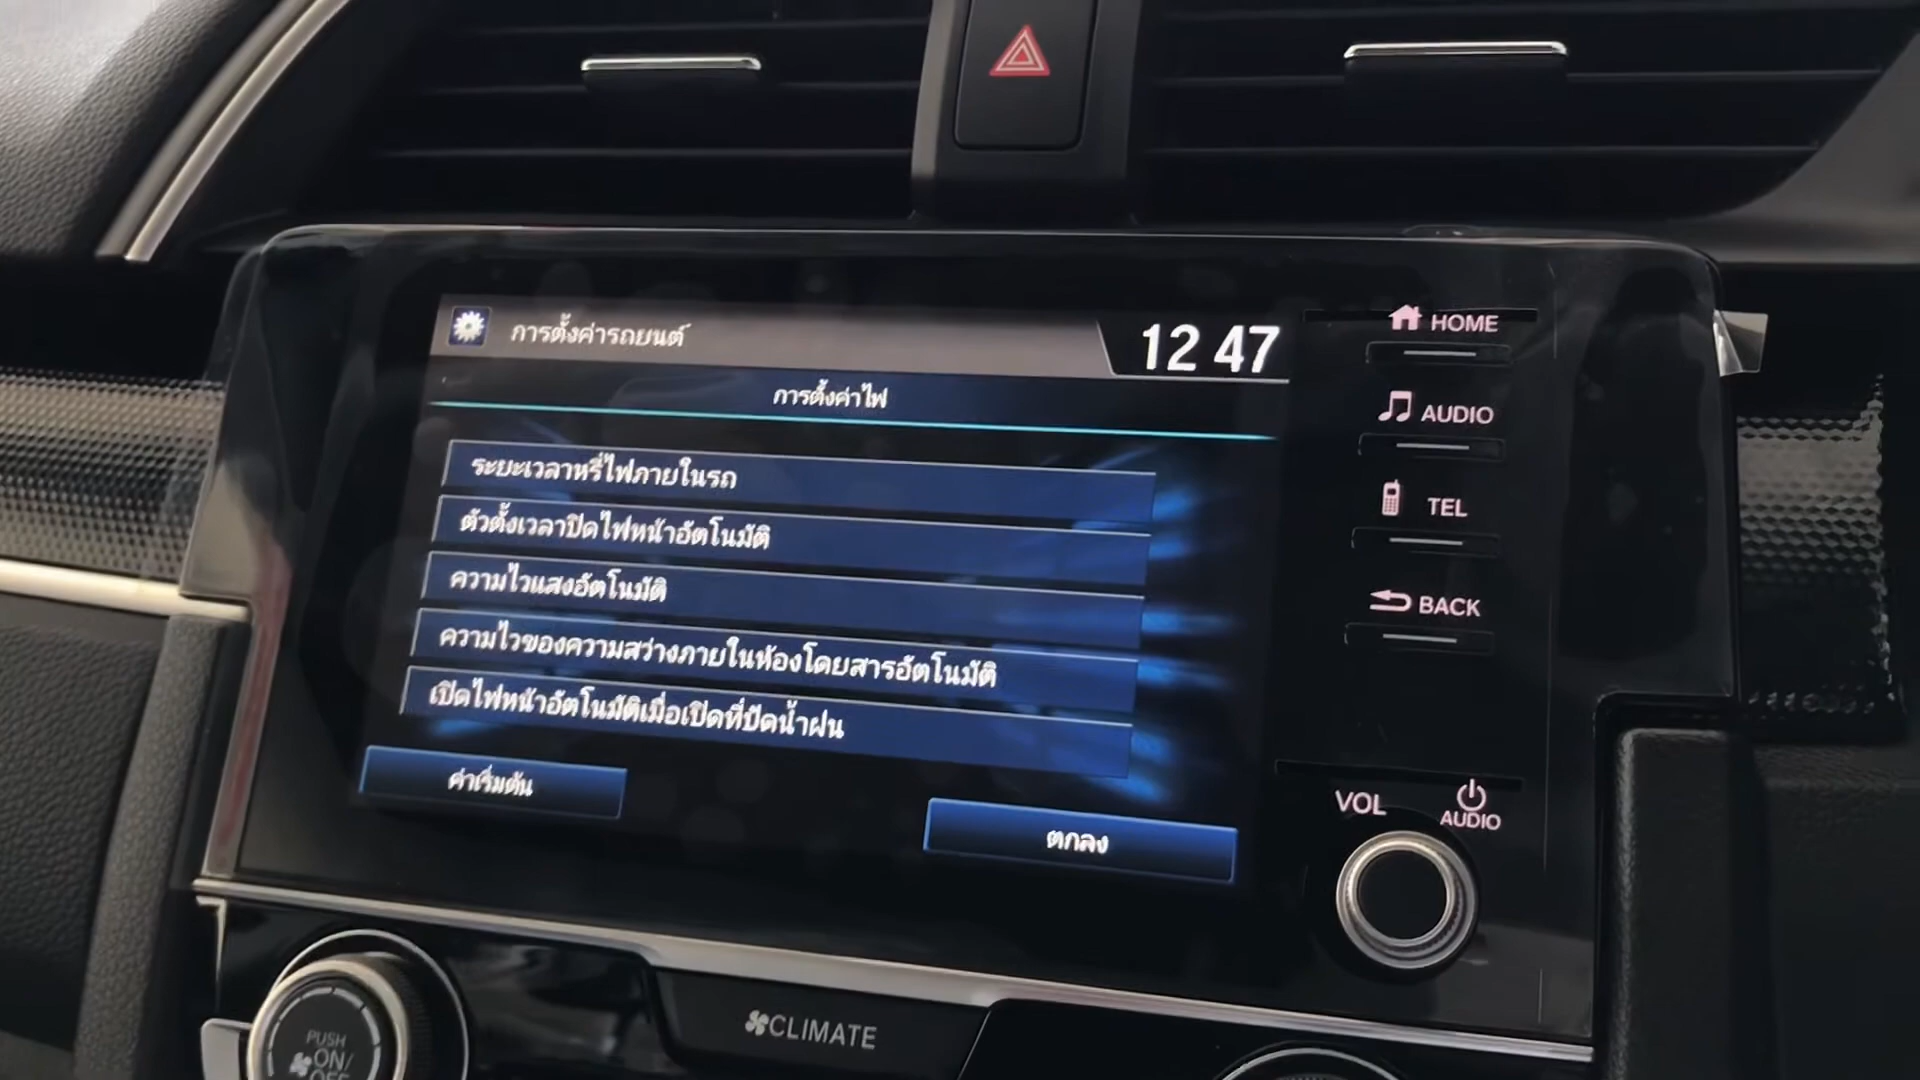 การตั้งค่ารถยนต์
12 47
การตั้งค่าไฟ
ระยะเวลาหรี่ไฟภายในรถ
ตัวตั้งเวลาปิดไฟหน้าอัตโนมัติ
ความไวแสงอัตโนมัติ
ความไวของความสว่างภายในห้องโดยสารอัตโนมัติ
เปิดไฟหน้าอัตโนมัติเมื่อเปิดที่ปัดน้ำฝน
ค่าเริ่มต้น
ตกลง
HOME
AUDIO
TEL
BACK
VOL
AUDIO
CLIMATE
PUSH
ON/
OFF